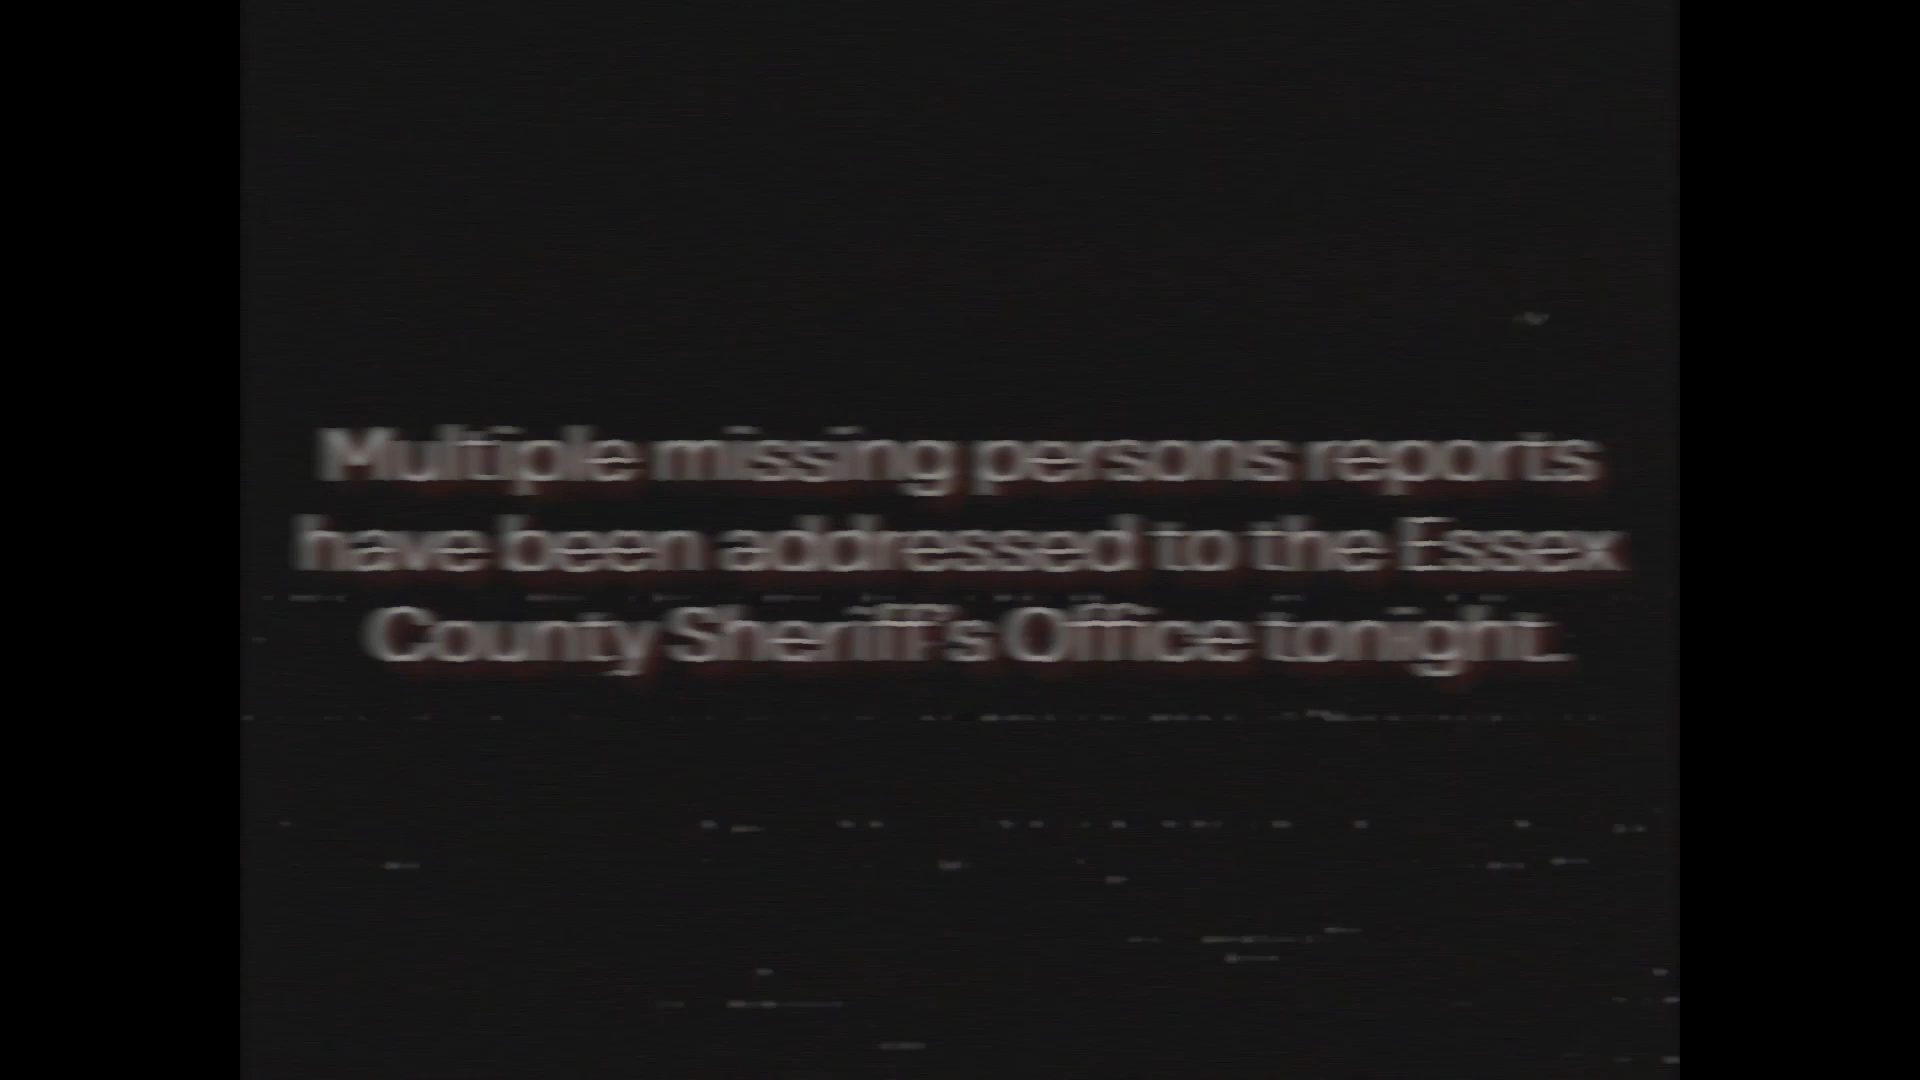 Multiple missing persons reports
have been addressed to the Essex
County Sheriff's Office tonight.